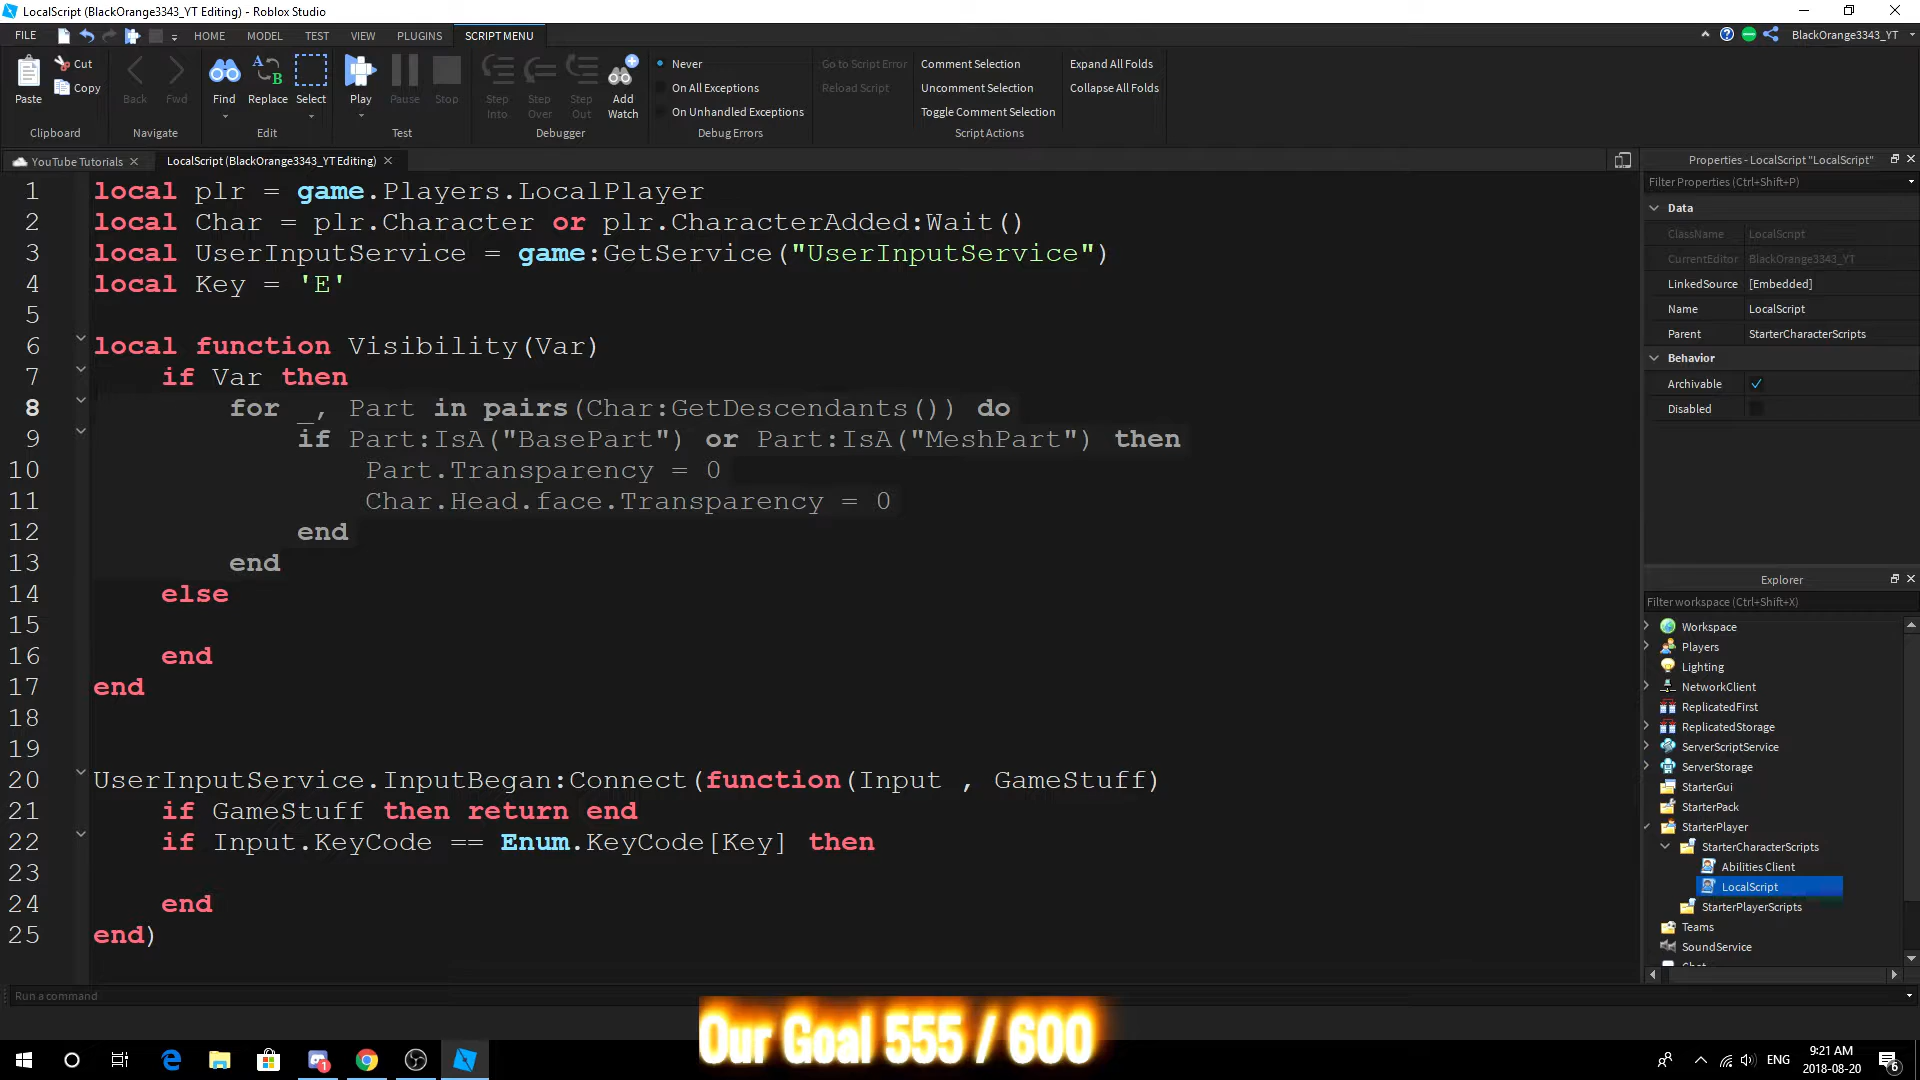 LocalScript (BlackOrange3343_YT Editing) - Roblox Studio
FILE HOME MODEL TEST VIEW PLUGINS SCRIPT MENU BlackOrange3343_YT
Paste Cut Copy Back Fwd Find Replace Select Play Pause Stop Step Into Step Over Step Out Add Watch
Never
On All Exceptions
On Unhandled Exceptions
Go to Script Error
Reload Script
Comment Selection
Uncomment Selection
Toggle Comment Selection
Expand All Folds
Collapse All Folds
Clipboard Navigate Edit Test Debugger Debug Errors Script Actions
YouTube Tutorials LocalScript (BlackOrange3343_YT Editing)
1 local plr = game.Players.LocalPlayer
2 local Char = plr.Character or plr.CharacterAdded:Wait()
3 local UserInputService = game:GetService("UserInputService")
4 local Key = 'E'
5
6 local function Visibility(Var)
7 if Var then
8 for _, Part in pairs(Char:GetDescendants()) do
9 if Part:IsA("BasePart") or Part:IsA("MeshPart") then
10 Part.Transparency = 0
11 Char.Head.face.Transparency = 0
12 end
13 end
14 else
15
16 end
17 end
18
19
20 UserInputService.InputBegan:Connect(function(Input , GameStuff)
21 if GameStuff then return end
22 if Input.KeyCode == Enum.KeyCode[Key] then
23
24 end
25 end)
Properties - LocalScript "LocalScript"
Filter Properties (Ctrl+Shift+P)
Data
ClassName LocalScript
CurrentEditor BlackOrange3343_YT
LinkedSource [Embedded]
Name LocalScript
Parent StarterCharacterScripts
Behavior
Archivable
Disabled
Explorer
Filter workspace (Ctrl+Shift+X)
Workspace
Players
Lighting
NetworkClient
ReplicatedFirst
ReplicatedStorage
ServerScriptService
ServerStorage
StarterGui
StarterPack
StarterPlayer
StarterCharacterScripts
Abilities Client
LocalScript
StarterPlayerScripts
Teams
SoundService
Run a command
Our Goal 555 / 600
ENG 9:21 AM
2018-08-20
6
1